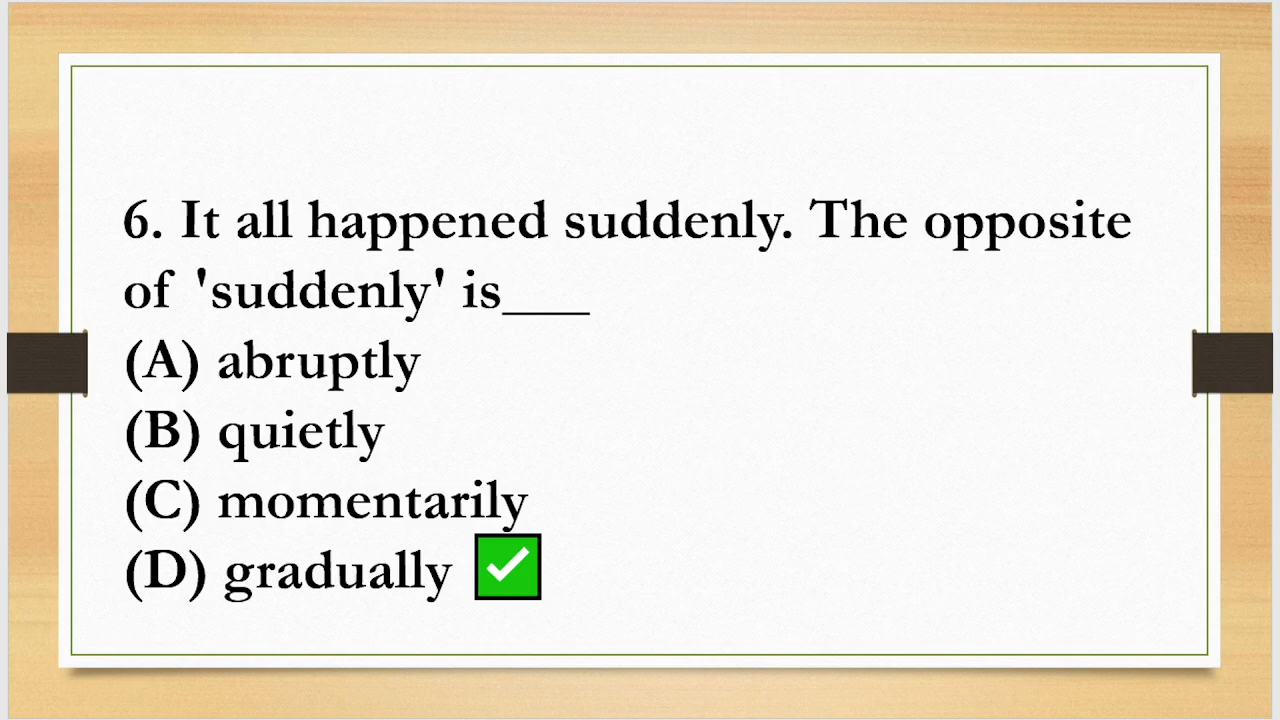 6. It all happened suddenly. The opposite
of 'suddenly' is___
(A) abruptly
(B) quietly
(C) momentarily
(D) gradually ✅